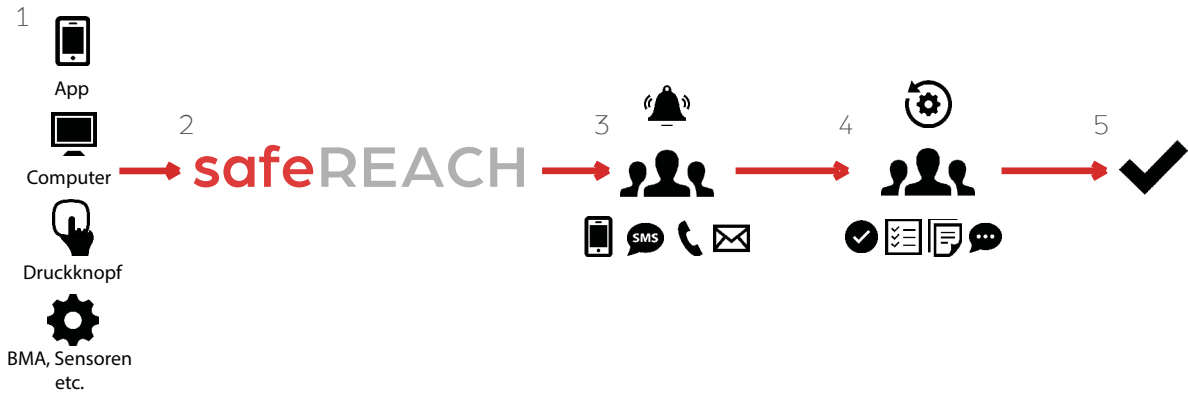 1
App
Computer
Druckknopf
BMA, Sensoren
etc.
2
safeREACH
3
SMS
4
5